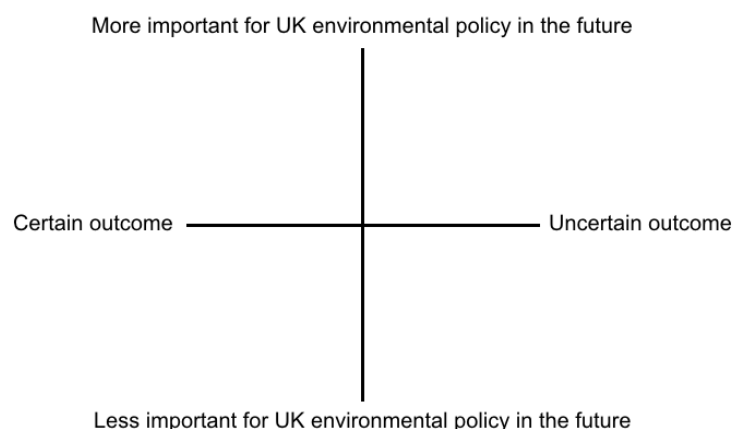 More important for UK environmental policy in the future
Certain outcome
Uncertain outcome
Less important for UK environmental policy in the future